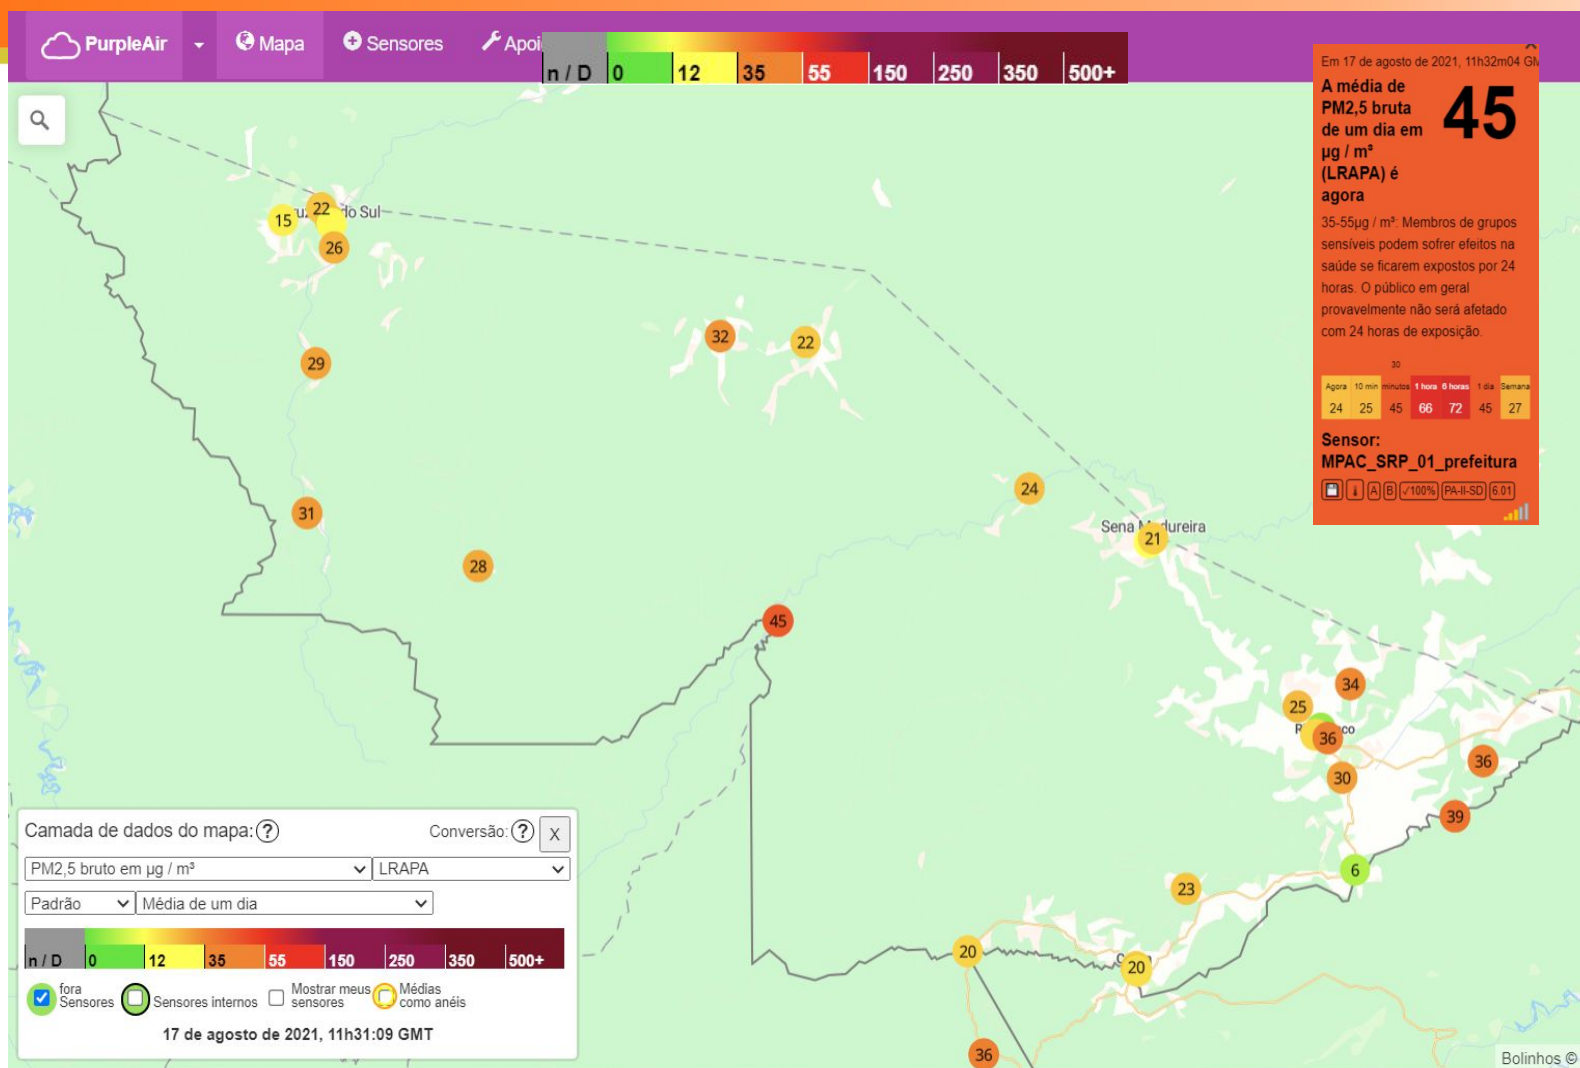 PurpleAir
Mapa
Sensores
Apoi
n / D 0 12 35 55 150 250 350 500+
Em 17 de agosto de 2021, 11h32m04 GM
A média de
PM2,5 bruta
de um dia em
µg / m³
(LRAPA) é
agora
45
35-55µg / m³: Membros de grupos
sensíveis podem sofrer efeitos na
saúde se ficarem expostos por 24
horas. O público em geral
provavelmente não será afetado
com 24 horas de exposição.
30
Agora 10 min minutos 1 hora 6 horas 1 dia Semana
24 25 45 66 72 45 27
Sensor:
MPAC_SRP_01_prefeitura
A B √100% PA-II-SD 6.01
15
22
do Sul
26
29
32
22
31
28
24
Sena Madureira
21
45
34
25
36
co
30
36
39
6
23
20
20
36
Camada de dados do mapa: ?
Conversão: ? X
PM2,5 bruto em µg / m³ LRAPA
Padrão Média de um dia
n / D 0 12 35 55 150 250 350 500+
fora
Sensores
Sensores internos
Mostrar meus
sensores
Médias
como anéis
17 de agosto de 2021, 11h31:09 GMT
Bolinhos ©